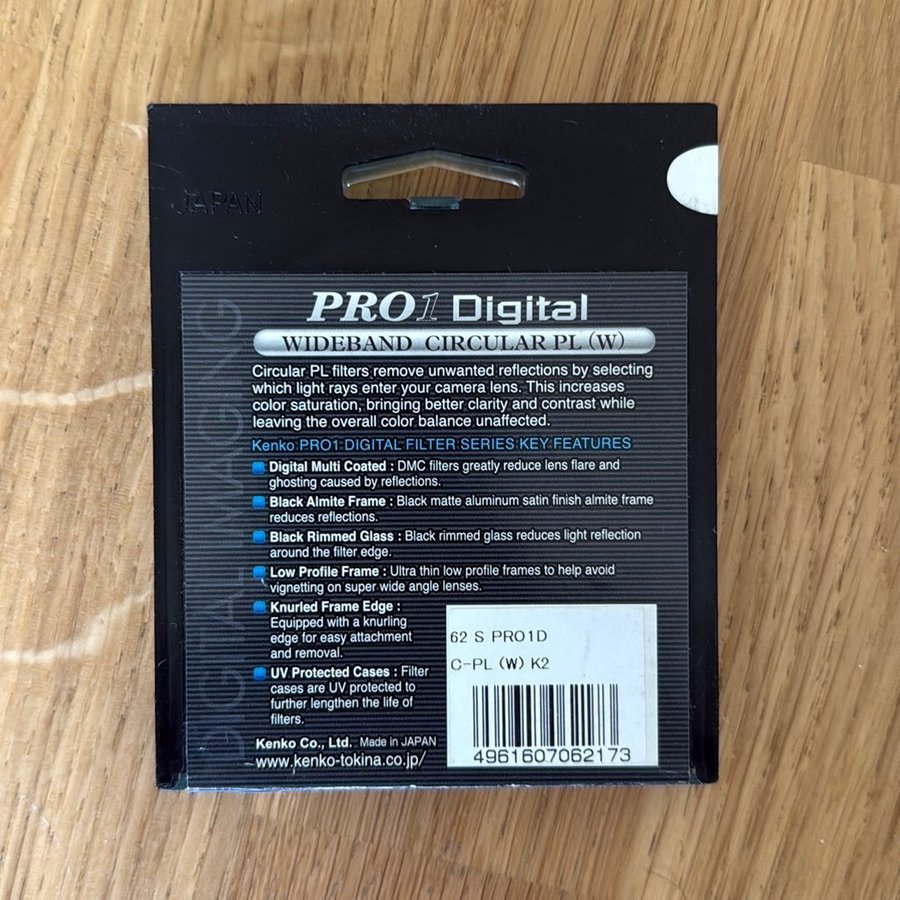 JAPAN
PRO1 Digital
WIDEBAND CIRCULAR PL (W)
Circular PL filters remove unwanted reflections by selecting
which light rays enter your camera lens. This increases
color saturation, bringing better clarity and contrast while
leaving the overall color balance unaffected.
Kenko PRO1 DIGITAL FILTER SERIES KEY FEATURES
Digital Multi Coated : DMC filters greatly reduce lens flare and
ghosting caused by reflections.
Black Almite Frame : Black matte aluminum satin finish almite frame
reduces reflections.
Black Rimmed Glass : Black rimmed glass reduces light reflection
around the filter edge.
Low Profile Frame : Ultra thin low profile frames to help avoid
vignetting on super wide angle lenses.
Knurled Frame Edge :
Equipped with a knurling
edge for easy attachment
and removal.
UV Protected Cases : Filter
cases are UV protected to
further lengthen the life of
filters.
Kenko Co., Ltd. Made in JAPAN
www.kenko-tokina.co.jp/
62 S PRO1D
C-PL (W) K2
4961607062173
DIGITAL IMAGING